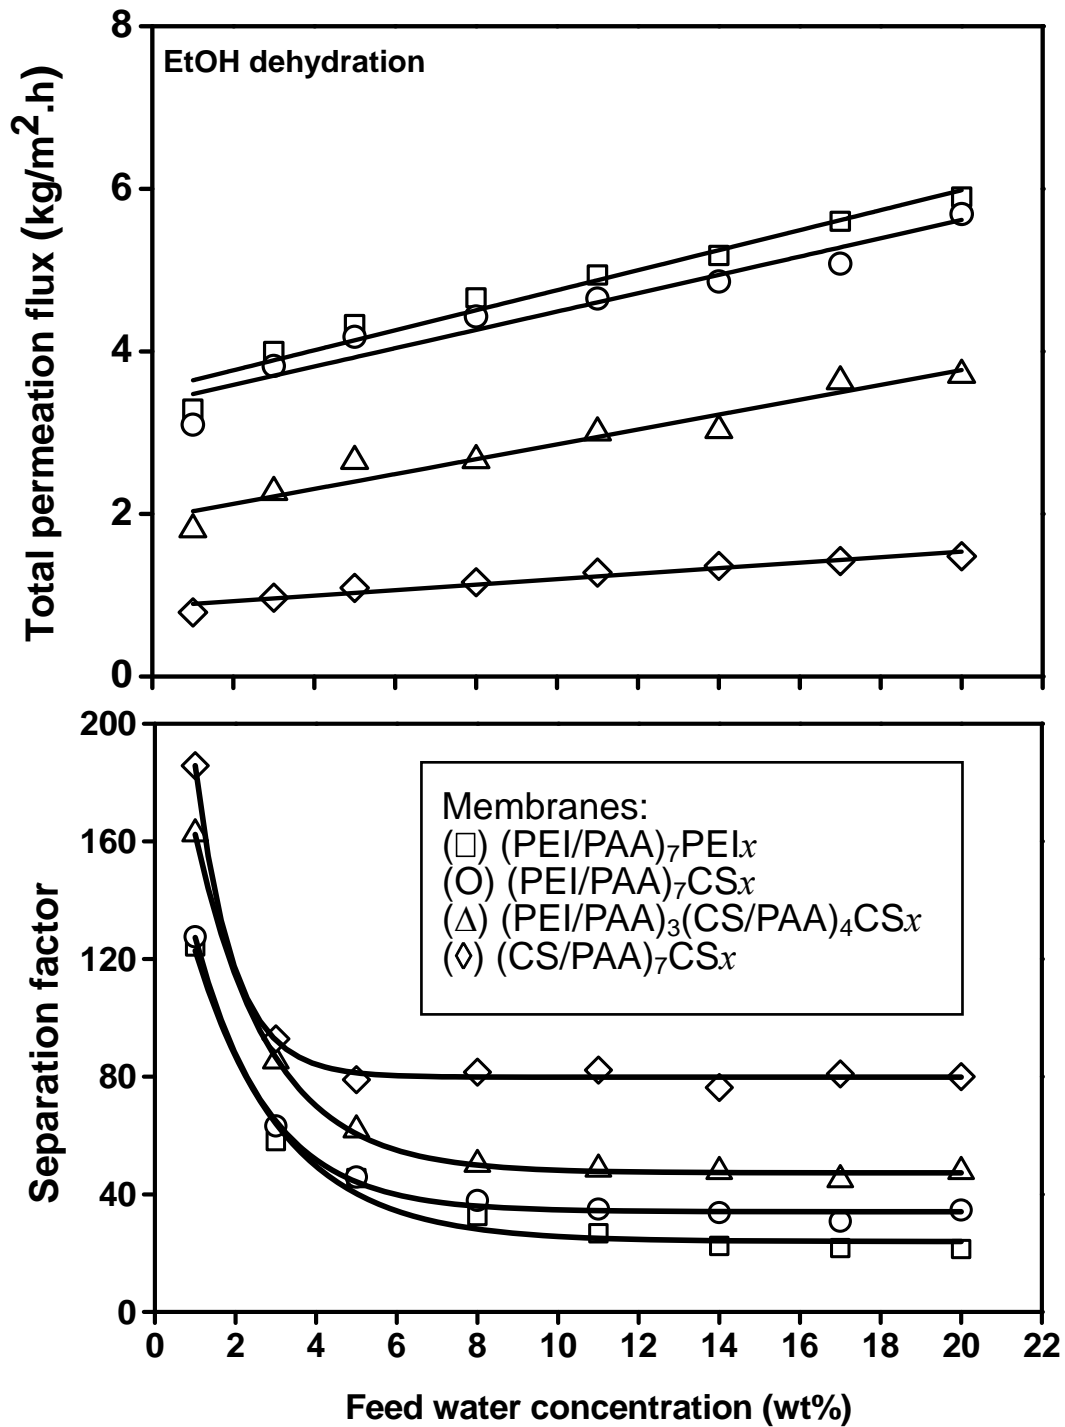 8
EtOH dehydration
6
4
2
0
Total permeation flux (kg/m².h)
200
160
120
80
40
0
Separation factor
Membranes:
(□) (PEI/PAA)₇PEIx
(O) (PEI/PAA)₇CSx
(Δ) (PEI/PAA)₃(CS/PAA)₄CSx
(◊) (CS/PAA)₇CSx
0 2 4 6 8 10 12 14 16 18 20 22
Feed water concentration (wt%)